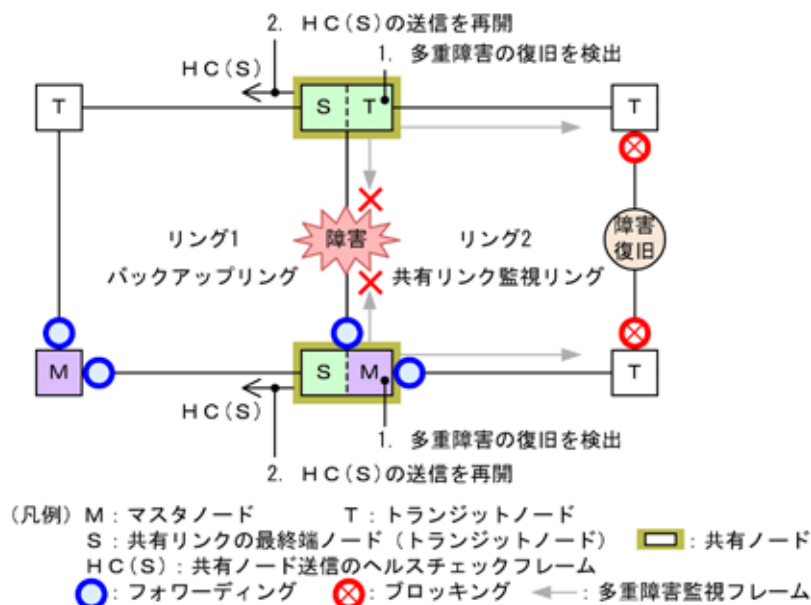 2. HC(S)の送信を再開
1. 多重障害の復旧を検出
HC(S)
T
S T
T
リング1
バックアップリング
障害
リング2
共有リンク監視リング
障害
復旧
M
S M
T
HC(S)
1. 多重障害の復旧を検出
2. HC(S)の送信を再開
(凡例) M:マスタノード T:トランジットノード
S:共有リンクの最終端ノード(トランジットノード) :共有ノード
HC(S):共有ノード送信のヘルスチェックフレーム
:フォワーディング :ブロッキング :多重障害監視フレーム